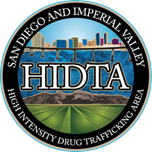 SAN DIEGO AND IMPERIAL VALLEY
HIDTA
HIGH INTENSITY DRUG TRAFFICKING AREA